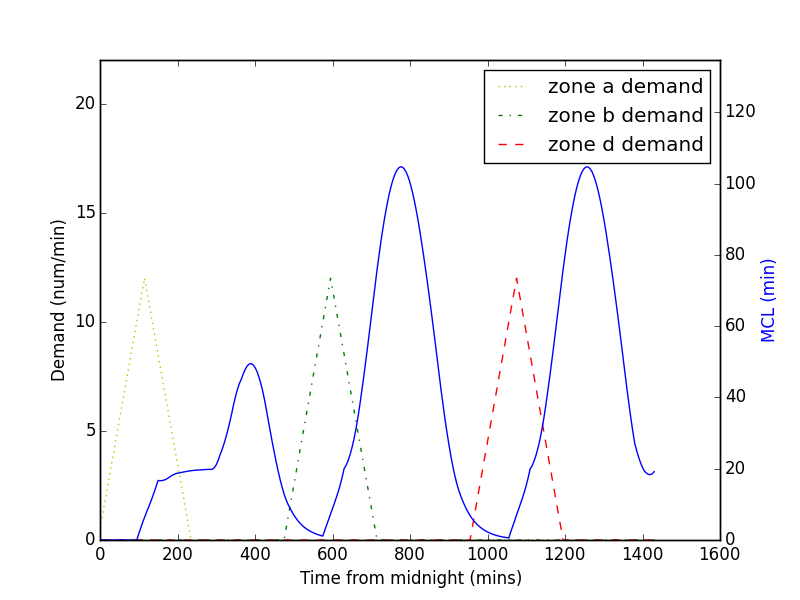 zone a demand
zone b demand
zone d demand
Demand (num/min)
20
15
10
5
0
MCL (min)
120
100
80
60
40
20
0
0 200 400 600 800 1000 1200 1400 1600
Time from midnight (mins)